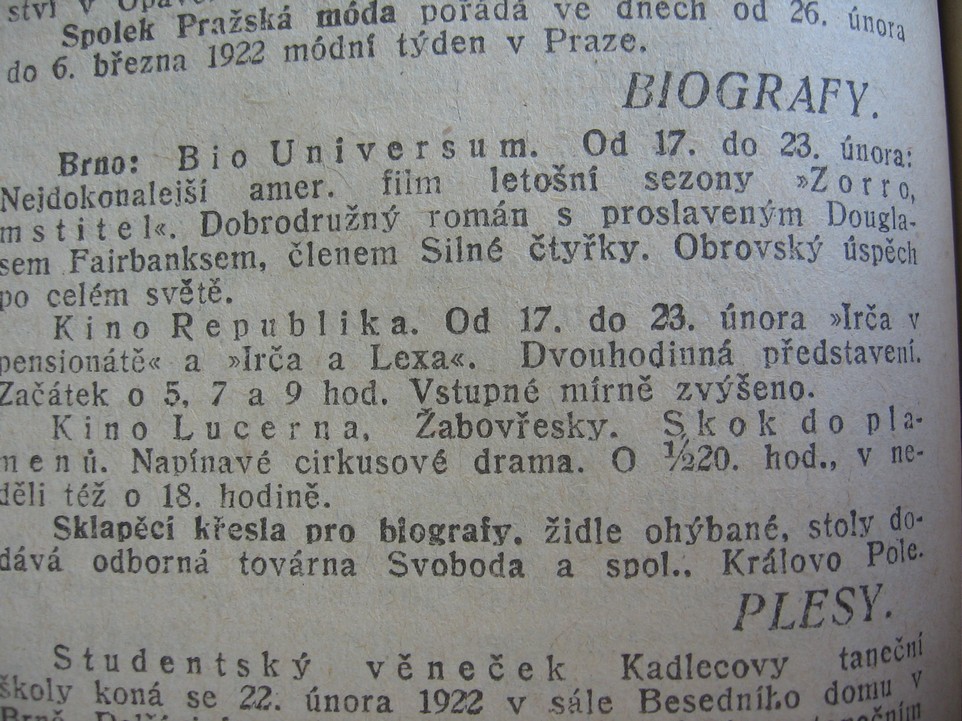 ství v Opavě
Spolek Pražská móda pořádá ve dnech od 26. února
do 6. března 1922 módní týden v Praze.
BIOGRAFY.
Brno: Bio Universum. Od 17. do 23. února:
Nejdokonalejší amer. film letošní sezony »Zorro,
mstitel«. Dobrodružný román s proslaveným Dougla-
sem Fairbanksem, členem Silné čtyřky. Obrovský úspěch
po celém světě.
Kino Republika. Od 17. do 23. února »Irča v
pensionátě« a »Irča a Lexa«. Dvouhodinná představení.
Začátek o 5, 7 a 9 hod. Vstupné mírně zvýšeno.
Kino Lucerna, Žabovřesky. Skok do pla-
menů. Napínavé cirkusové drama. O ½20. hod., v ne-
děli též o 18. hodině.
Sklápěcí křesla pro biografy, židle ohýbané, stoly do-
dává odborná továrna Svoboda a spol., Královo Pole.
PLESY.
Studentský věneček Kadlecovy taneční
školy koná se 22. února 1922 v sále Besedního domu v
Brně.